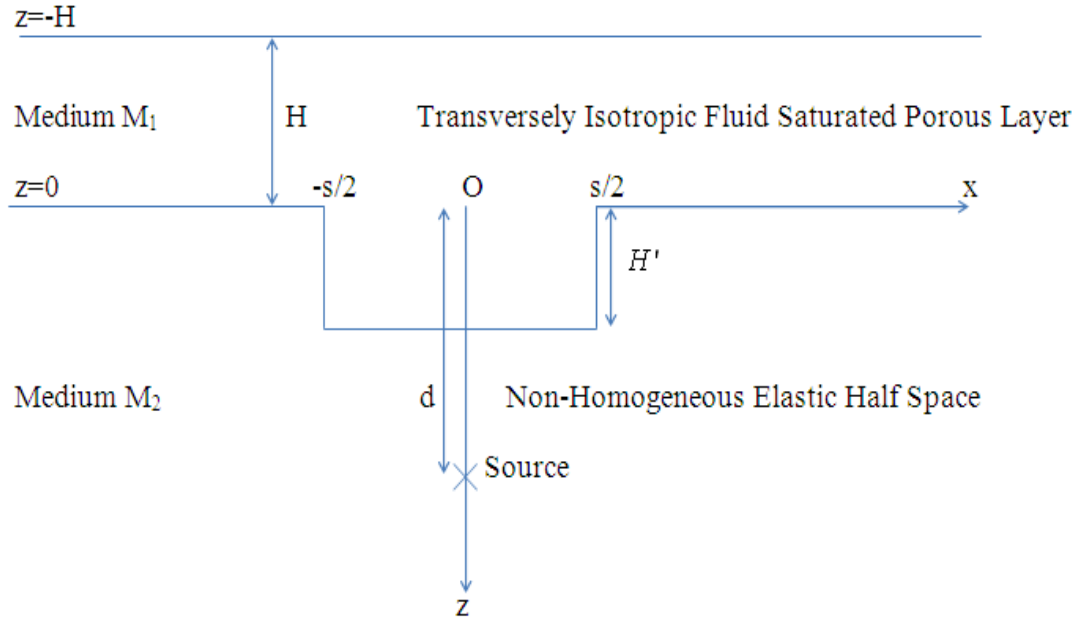 z=-H
Medium M₁ H Transversely Isotropic Fluid Saturated Porous Layer
z=0 -s/2 O s/2 x
H'
Medium M₂ d Non-Homogeneous Elastic Half Space
Source
z